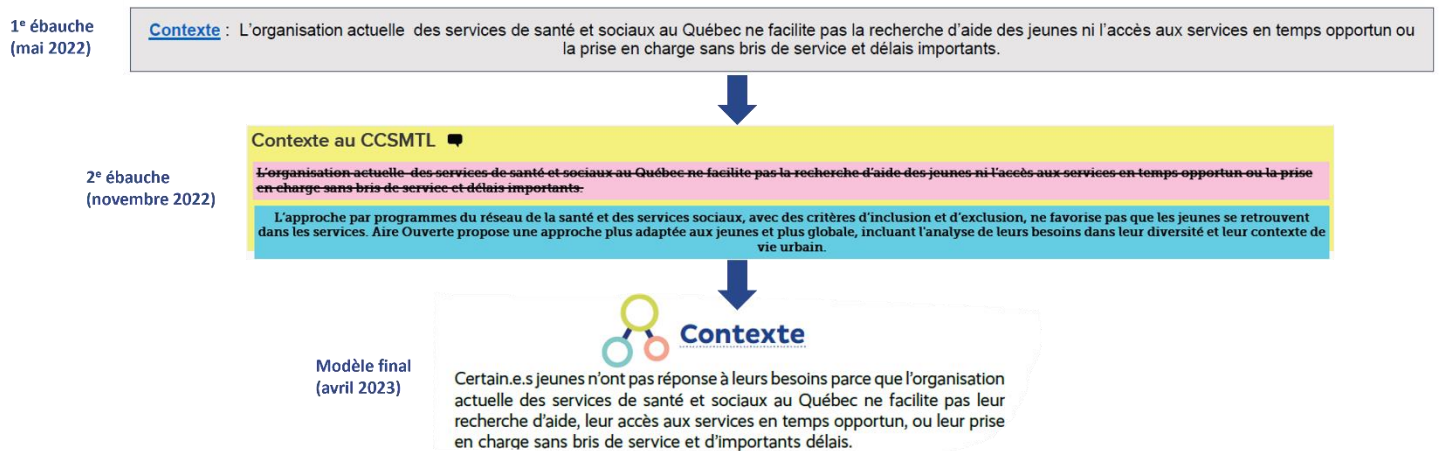 1e ébauche
(mai 2022)
Contexte : L'organisation actuelle des services de santé et sociaux au Québec ne facilite pas la recherche d'aide des jeunes ni l'accès aux services en temps opportun ou
la prise en charge sans bris de service et délais importants.
2e ébauche
(novembre 2022)
Contexte au CCSMTL
L'organisation actuelle des services de santé et sociaux au Québec ne facilite pas la recherche d'aide des jeunes ni l'accès aux services en temps opportun ou la prise
en charge sans bris de service et délais importants.
L'approche par programmes du réseau de la santé et des services sociaux, avec des critères d'inclusion et d'exclusion, ne favorise pas que les jeunes se retrouvent
dans les services. Aire Ouverte propose une approche plus adaptée aux jeunes et plus globale, incluant l'analyse de leurs besoins dans leur diversité et leur contexte de
vie urbain.
Modèle final
(avril 2023)
Contexte
Certain.e.s jeunes n'ont pas réponse à leurs besoins parce que l'organisation
actuelle des services de santé et sociaux au Québec ne facilite pas leur
recherche d'aide, leur accès aux services en temps opportun, ou leur prise
en charge sans bris de service et d'importants délais.